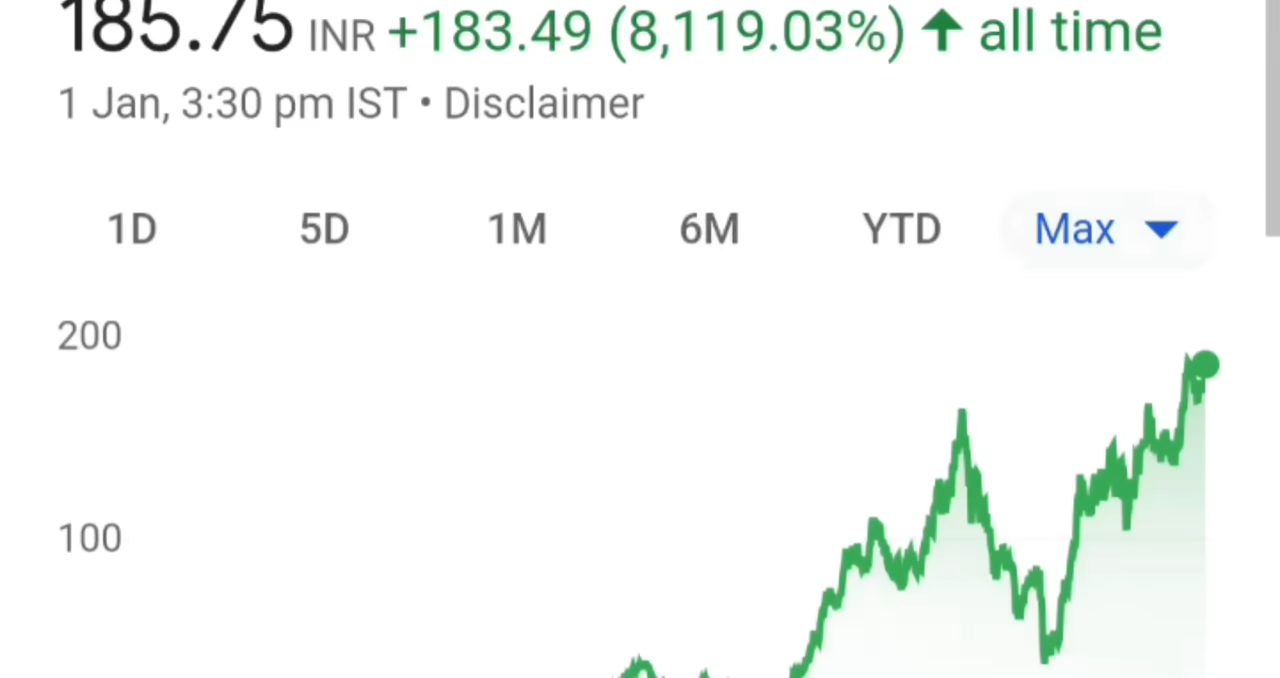 185.75 INR +183.49 (8,119.03%) ↑ all time
1 Jan, 3:30 pm IST • Disclaimer
1D 5D 1M 6M YTD Max
200
100